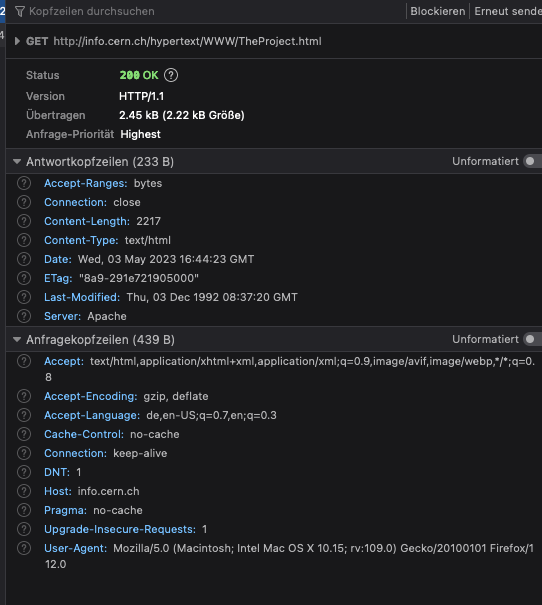 2
Kopfzeilen durchsuchen
Blockieren
Erneut sende
4
GET http://info.cern.ch/hypertext/WWW/TheProject.html
Status 200 OK ?
Version HTTP/1.1
Übertragen 2.45 kB (2.22 kB Größe)
Anfrage-Priorität Highest
Antwortkopfzeilen (233 B) Unformatiert
? Accept-Ranges: bytes
? Connection: close
? Content-Length: 2217
? Content-Type: text/html
? Date: Wed, 03 May 2023 16:44:23 GMT
? ETag: "8a9-291e721905000"
? Last-Modified: Thu, 03 Dec 1992 08:37:20 GMT
? Server: Apache
Anfragekopfzeilen (439 B) Unformatiert
? Accept: text/html,application/xhtml+xml,application/xml;q=0.9,image/avif,image/webp,*/*;q=0.
8
? Accept-Encoding: gzip, deflate
? Accept-Language: de,en-US;q=0.7,en;q=0.3
? Cache-Control: no-cache
? Connection: keep-alive
? DNT: 1
? Host: info.cern.ch
? Pragma: no-cache
? Upgrade-Insecure-Requests: 1
? User-Agent: Mozilla/5.0 (Macintosh; Intel Mac OS X 10.15; rv:109.0) Gecko/20100101 Firefox/1
12.0